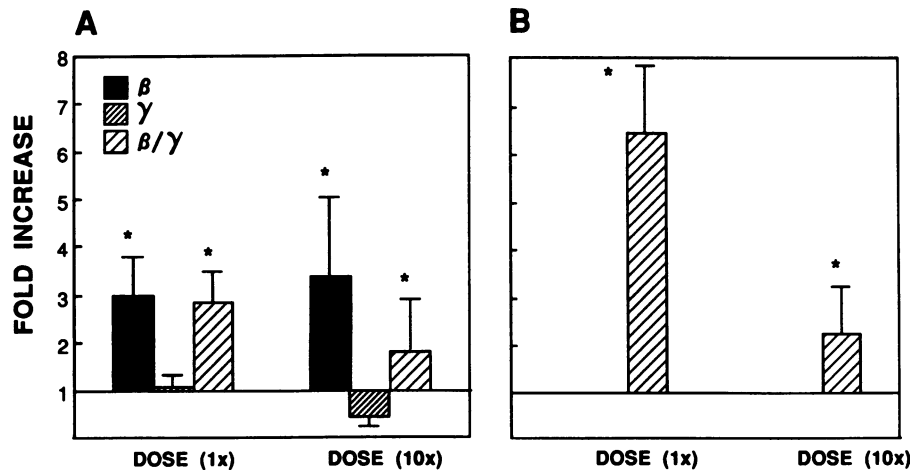 A
B
FOLD INCREASE
8
7
6
5
4
3
2
1
β
γ
β/γ
*
*
*
*
*
*
DOSE (1x)
DOSE (10x)
DOSE (1x)
DOSE (10x)